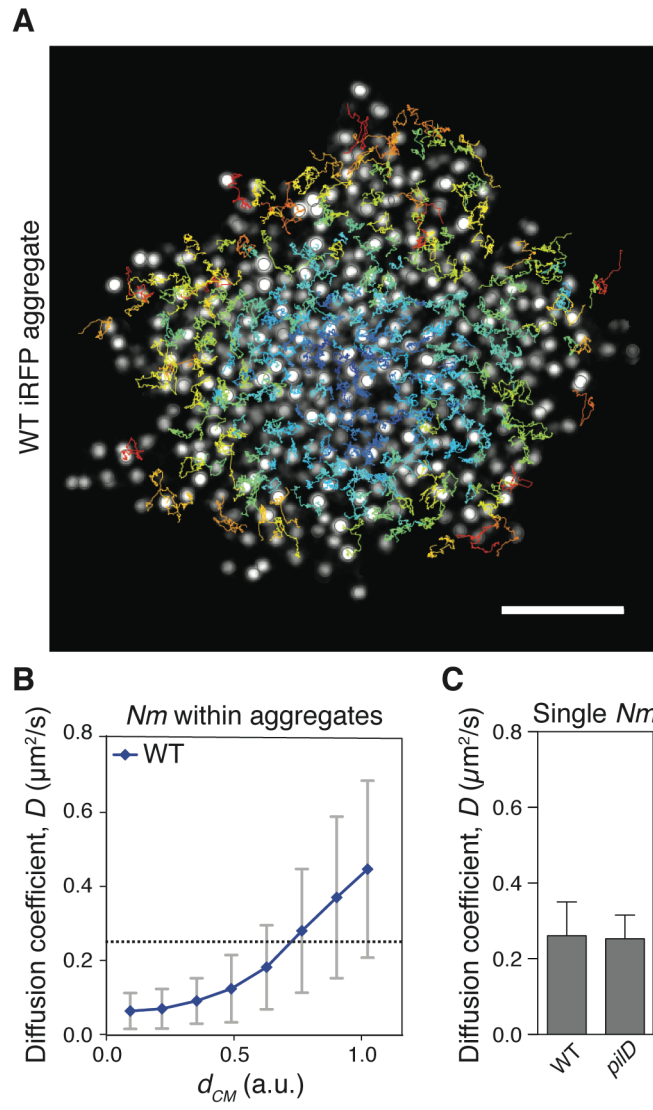 A
WT iRFP aggregate
B
Nm within aggregates
WT
Diffusion coefficient, D (µm²/s)
0.8
0.6
0.4
0.2
0.0
0.0 0.5 1.0
d_CM (a.u.)
C
Single Nm
Diffusion coefficient, D (µm²/s)
0.8
0.6
0.4
0.2
0.0
WT pilD